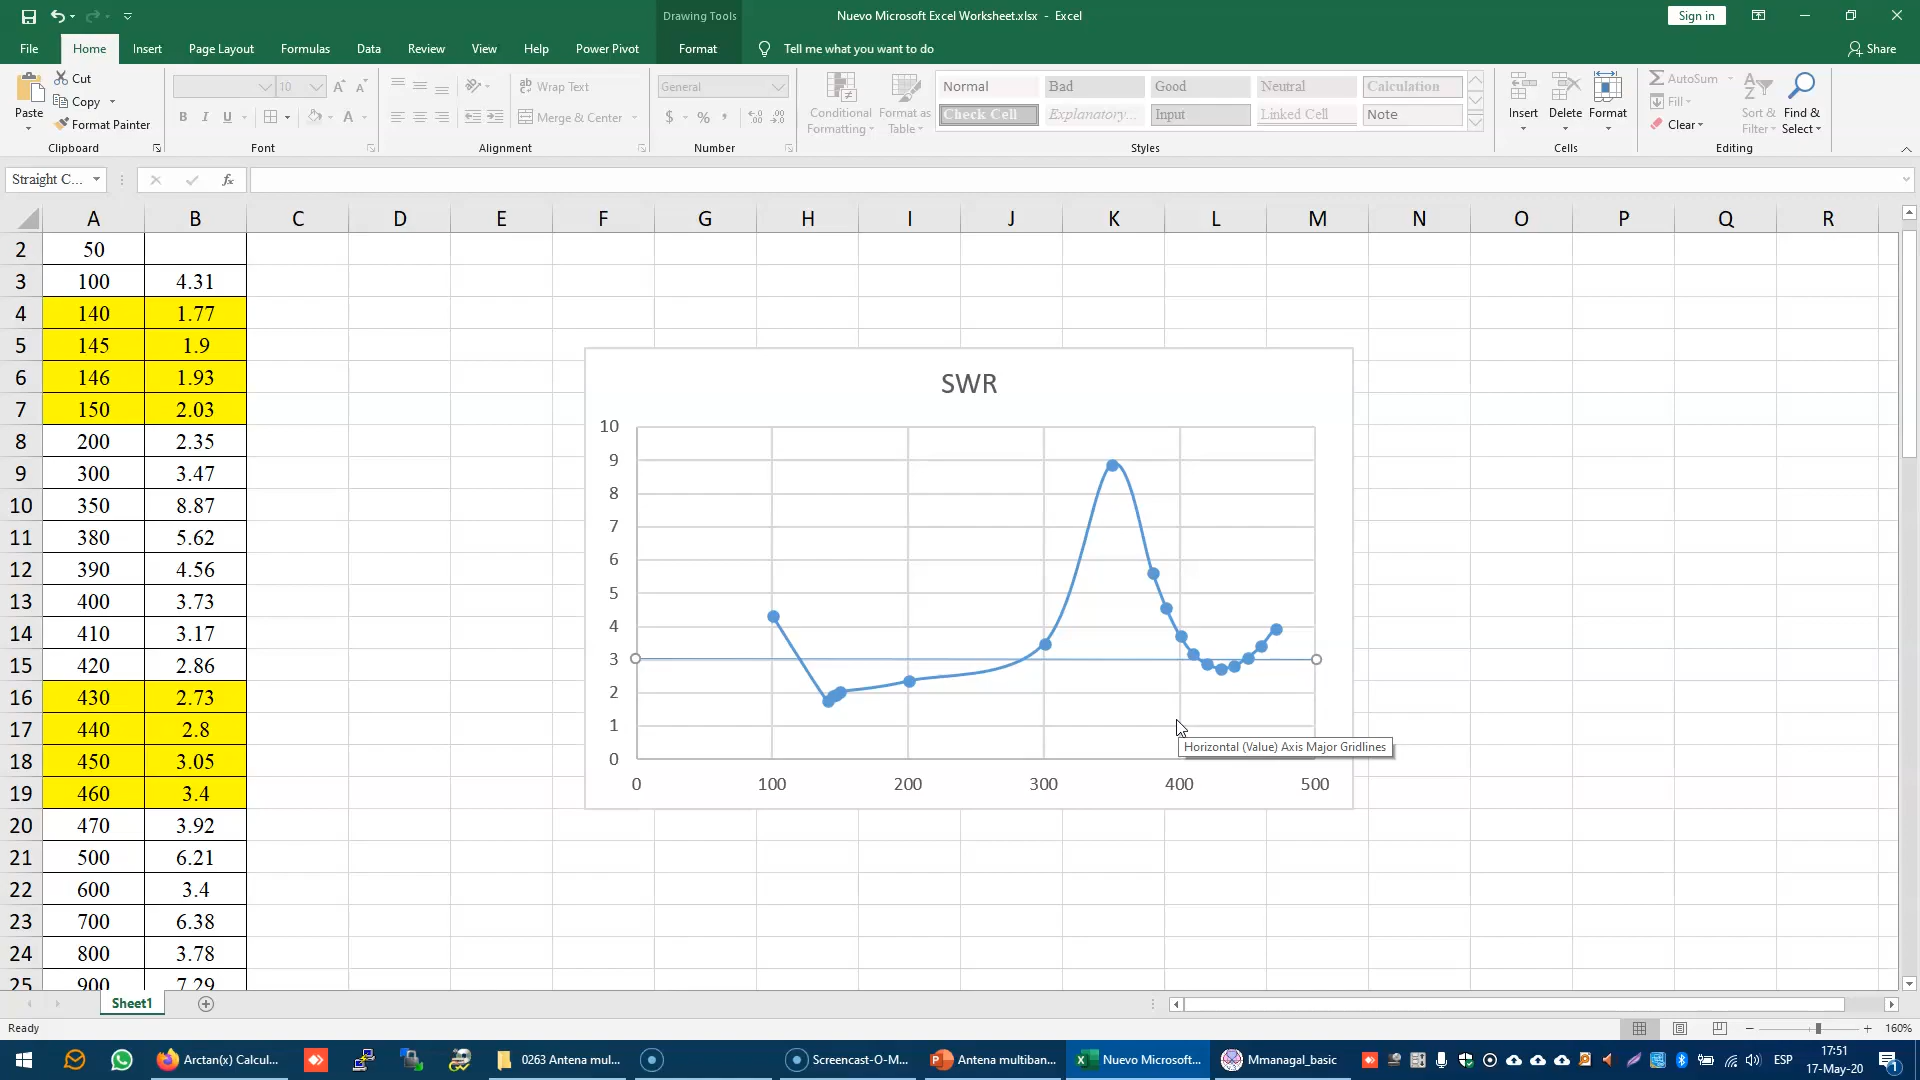 Drawing Tools
Nuevo Microsoft Excel Worksheet.xlsx - Excel
Sign in
File Home Insert Page Layout Formulas Data Review View Help Power Pivot Format Tell me what you want to do Share
Paste
Cut
Copy
Format Painter
Clipboard
10
B I U
Font
Wrap Text
Merge & Center
Alignment
General
$ %
Number
Conditional Formatting
Format as Table
Normal Bad Good Neutral Calculation
Check Cell Explanatory... Input Linked Cell Note
Styles
Insert Delete Format
Cells
AutoSum
Fill
Clear
Sort & Filter
Find & Select
Editing
Straight C...
fx
A B C D E F G H I J K L M N O P Q R
2 50
3 100 4.31
4 140 1.77
5 145 1.9
6 146 1.93
7 150 2.03
8 200 2.35
9 300 3.47
10 350 8.87
11 380 5.62
12 390 4.56
13 400 3.73
14 410 3.17
15 420 2.86
16 430 2.73
17 440 2.8
18 450 3.05
19 460 3.4
20 470 3.92
21 500 6.21
22 600 3.4
23 700 6.38
24 800 3.78
25 900 7.29
SWR
10
9
8
7
6
5
4
3
2
1
0
0 100 200 300 400 500
Horizontal (Value) Axis Major Gridlines
Sheet1
Ready
160%
Arctan(x) Calcul...
0263 Antena mul...
Screencast-O-M...
Antena multiban...
Nuevo Microsoft...
Mmanagal_basic
ESP
17:51
17-May-20
1